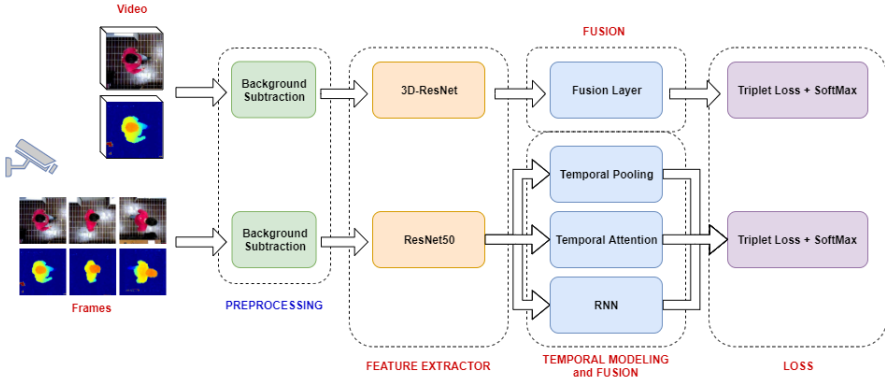 Video
FUSION
Background
Subtraction
3D-ResNet
Fusion Layer
Triplet Loss + SoftMax
Temporal Pooling
Background
Subtraction
ResNet50
Temporal Attention
Triplet Loss + SoftMax
RNN
Frames
PREPROCESSING
FEATURE EXTRACTOR
TEMPORAL MODELING
and FUSION
LOSS